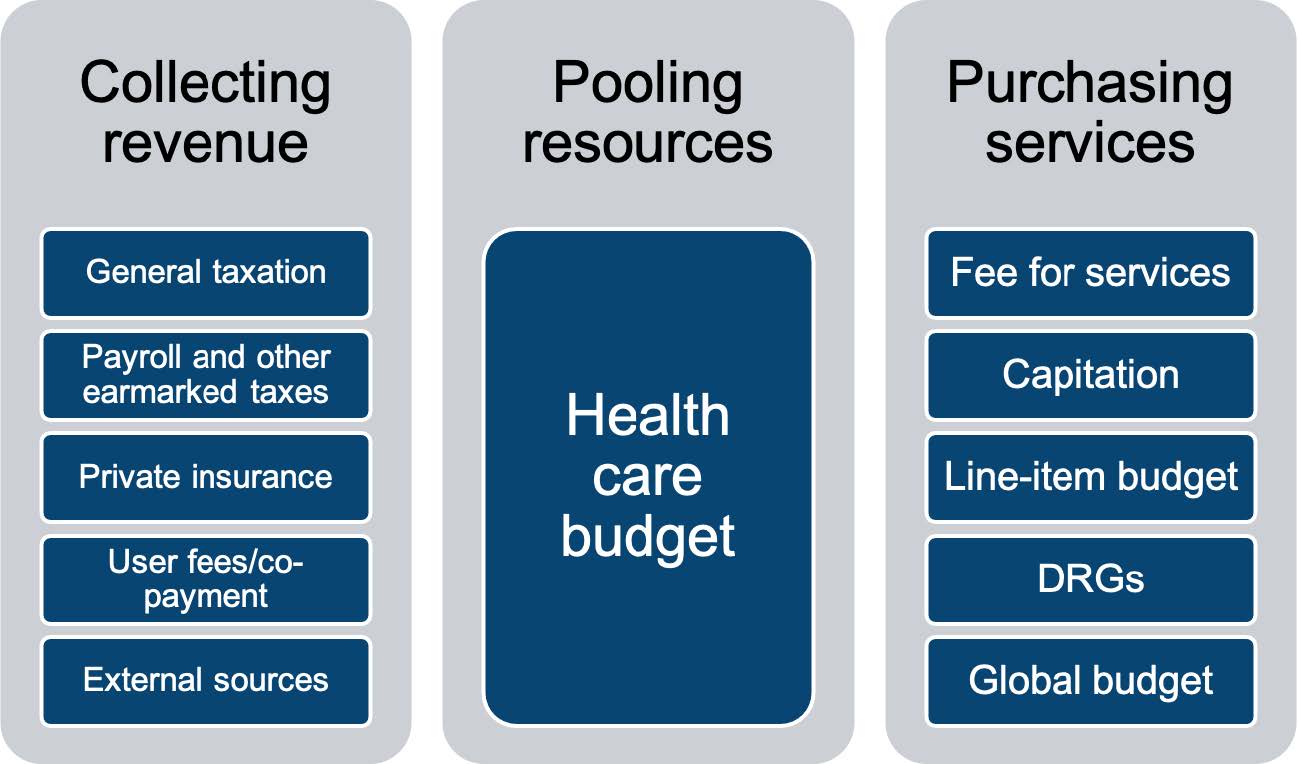 Collecting
revenue
General taxation
Payroll and other
earmarked taxes
Private insurance
User fees/co-
payment
External sources
Pooling
resources
Health
care
budget
Purchasing
services
Fee for services
Capitation
Line-item budget
DRGs
Global budget